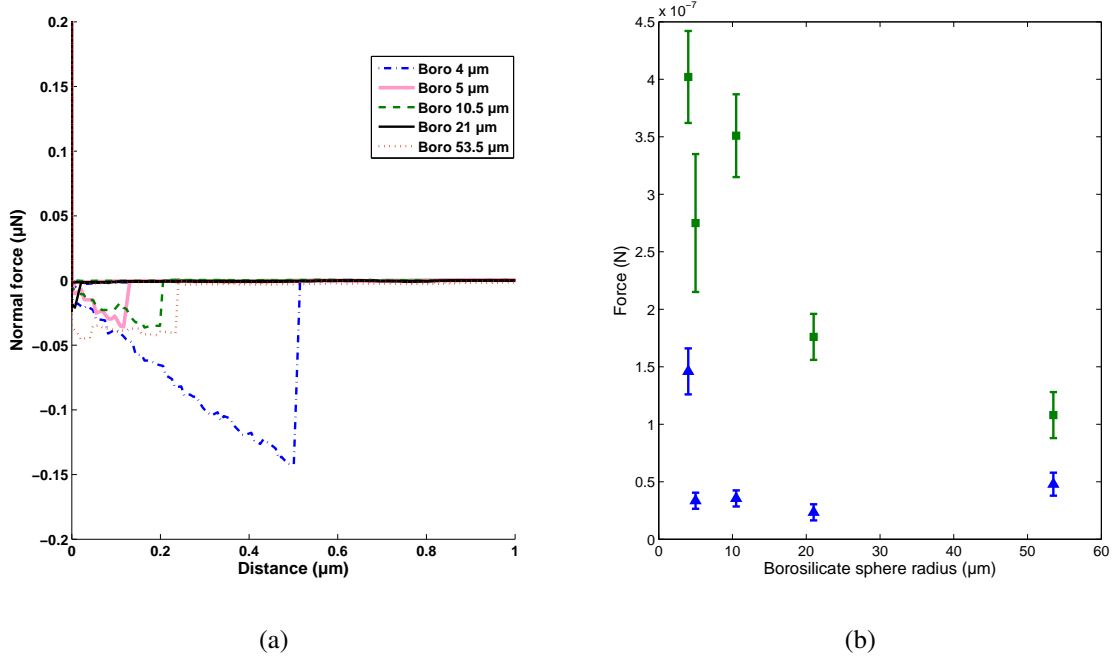 0.2
0.15
0.1
0.05
0
−0.05
−0.1
−0.15
−0.2
Normal force (µN)
0
0.2
0.4
0.6
0.8
1
Distance (µm)
Boro 4 µm
Boro 5 µm
Boro 10.5 µm
Boro 21 µm
Boro 53.5 µm
(a)
x 10⁻⁷
4.5
4
3.5
3
2.5
2
1.5
1
0.5
0
Force (N)
0
10
20
30
40
50
60
Borosilicate sphere radius (µm)
(b)